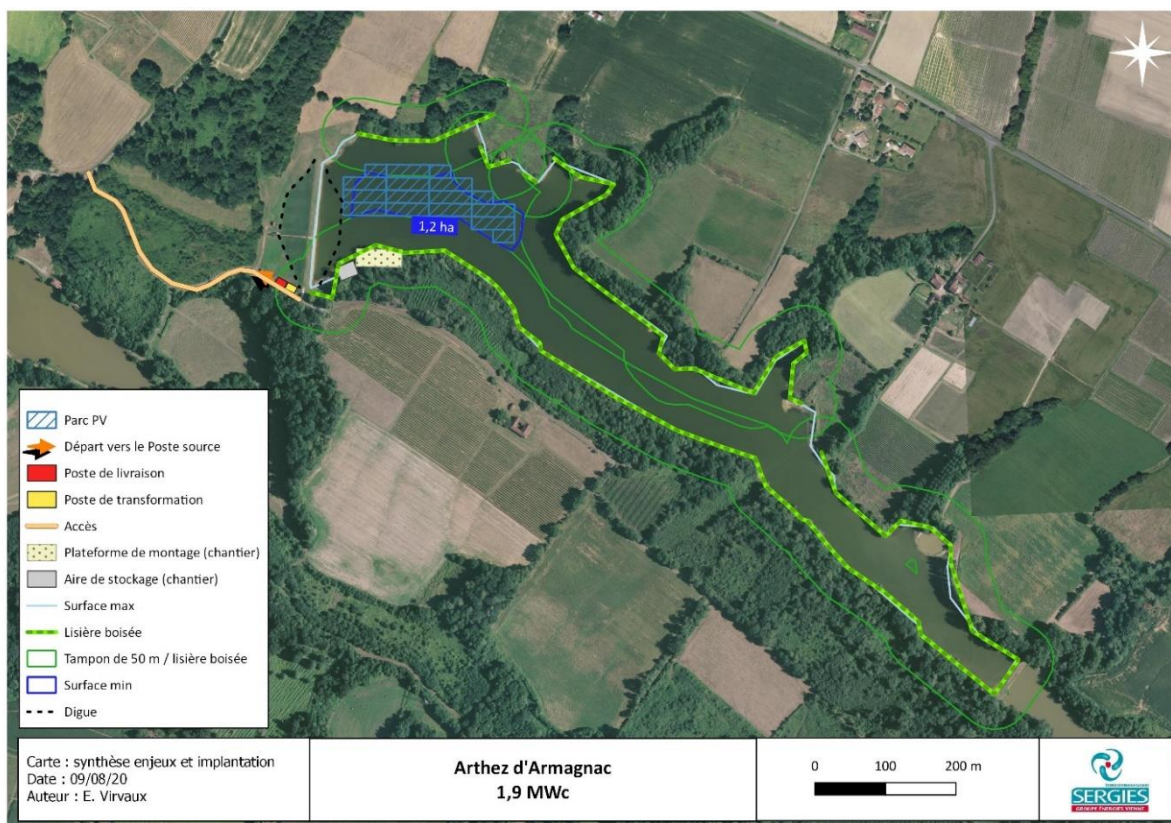 1,2 ha
Parc PV
Départ vers le Poste source
Poste de livraison
Poste de transformation
Accès
Plateforme de montage (chantier)
Aire de stockage (chantier)
Surface max
Lisière boisée
Tampon de 50 m / lisière boisée
Surface min
Digue
Carte : synthèse enjeux et implantation
Date : 09/08/20
Auteur : E. Virvaux
Arthez d'Armagnac
1,9 MWc
0 100 200 m
SERGIES
GROUPE ÉNERGIES VIENNE